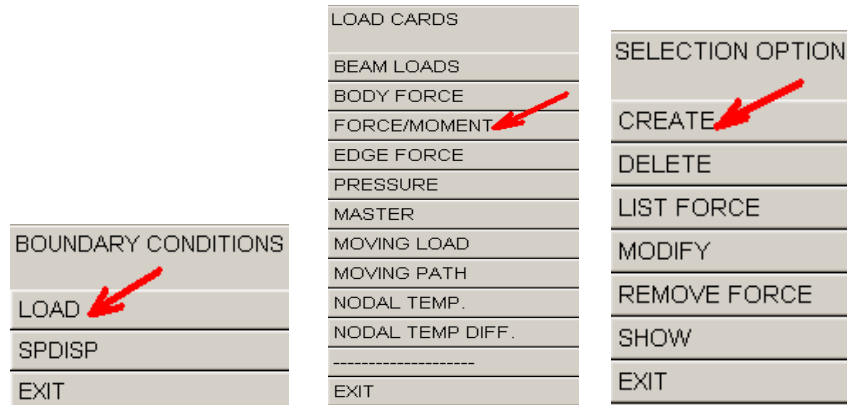 BOUNDARY CONDITIONS
LOAD
SPDISP
EXIT
LOAD CARDS
BEAM LOADS
BODY FORCE
FORCE/MOMENT
EDGE FORCE
PRESSURE
MASTER
MOVING LOAD
MOVING PATH
NODAL TEMP.
NODAL TEMP DIFF.
--------------------
EXIT
SELECTION OPTION
CREATE
DELETE
LIST FORCE
MODIFY
REMOVE FORCE
SHOW
EXIT